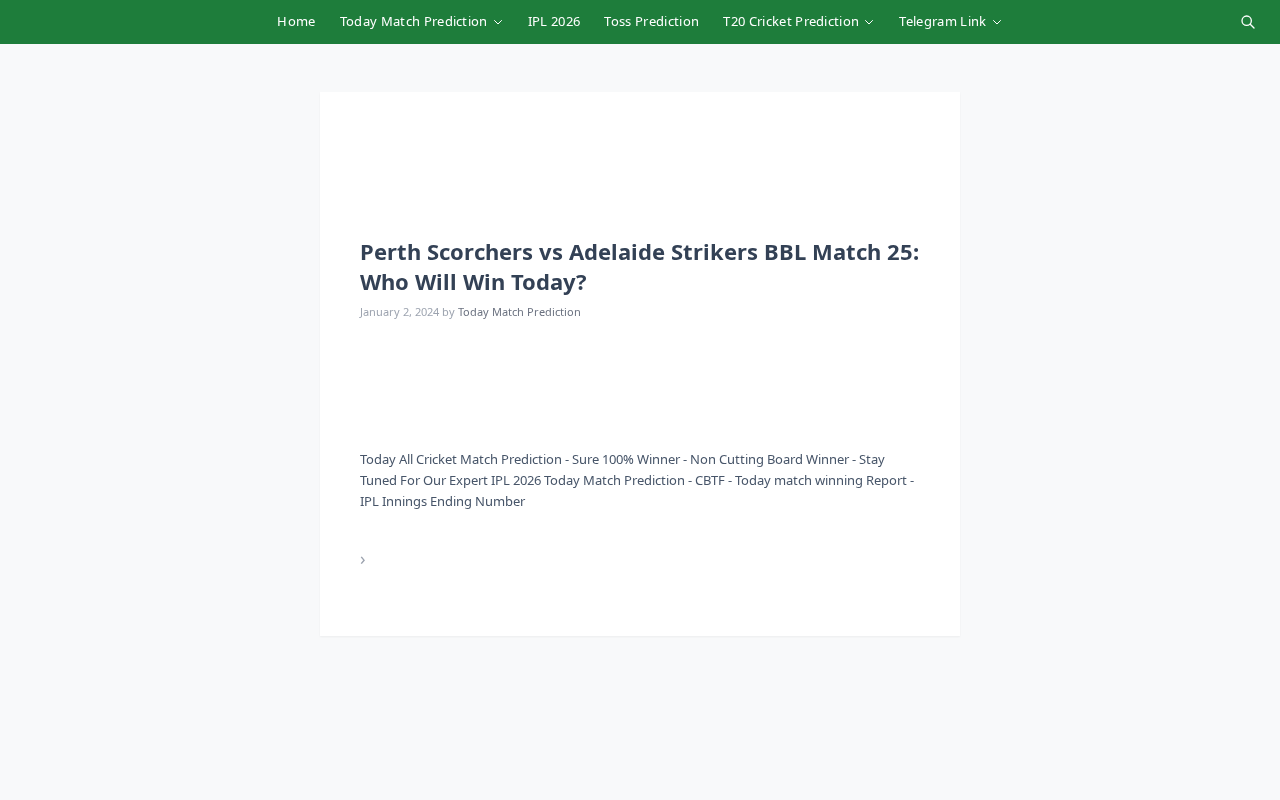 Home Today Match Prediction IPL 2026 Toss Prediction T20 Cricket Prediction Telegram Link
Perth Scorchers vs Adelaide Strikers BBL Match 25:
Who Will Win Today?
January 2, 2024 by Today Match Prediction
Today All Cricket Match Prediction - Sure 100% Winner - Non Cutting Board Winner - Stay
Tuned For Our Expert IPL 2026 Today Match Prediction - CBTF - Today match winning Report -
IPL Innings Ending Number
›